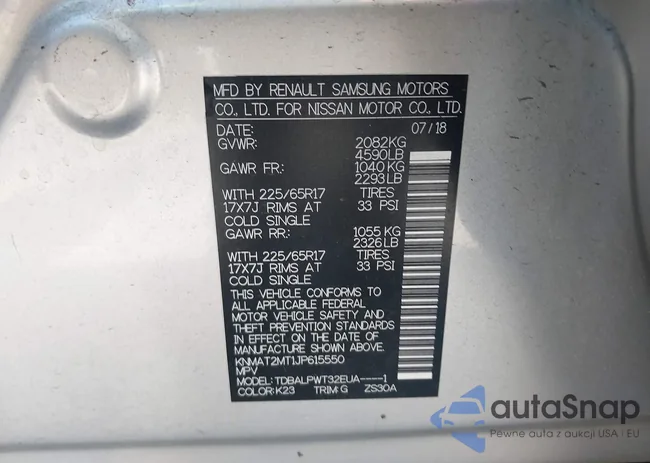 MFD BY RENAULT SAMSUNG MOTORS
CO., LTD. FOR NISSAN MOTOR CO., LTD.
DATE: 07/18
GVWR: 2082KG
4590LB
GAWR FR: 1040 KG
2293LB
WITH 225/65R17 TIRES
17X7J RIMS AT 33 PSI
COLD SINGLE
GAWR RR: 1055 KG
2326LB
WITH 225/65R17 TIRES
17X7J RIMS AT 33 PSI
COLD SINGLE
THIS VEHICLE CONFORMS TO
ALL APPLICABLE FEDERAL
MOTOR VEHICLE SAFETY AND
THEFT PREVENTION STANDARDS
IN EFFECT ON THE DATE OF
MANUFACTURE SHOWN ABOVE.
KNMAT2MT1JP615550
MPV
MODEL: TDBALPWT32EUA-----1
COLOR: K23 TRIM: G ZS30A
autaSnap
Pewne auta z aukcji USA i EU